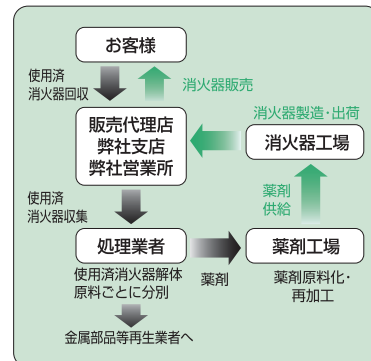 お客様
使用済
消火器回収
消火器販売
販売代理店
弊社支店
弊社営業所
消火器製造・出荷
消火器工場
使用済
消火器収集
薬剤
供給
処理業者
薬剤
薬剤工場
使用済消火器解体
原料ごとに分別
薬剤原料化・
再加工
金属部品等再生業者へ